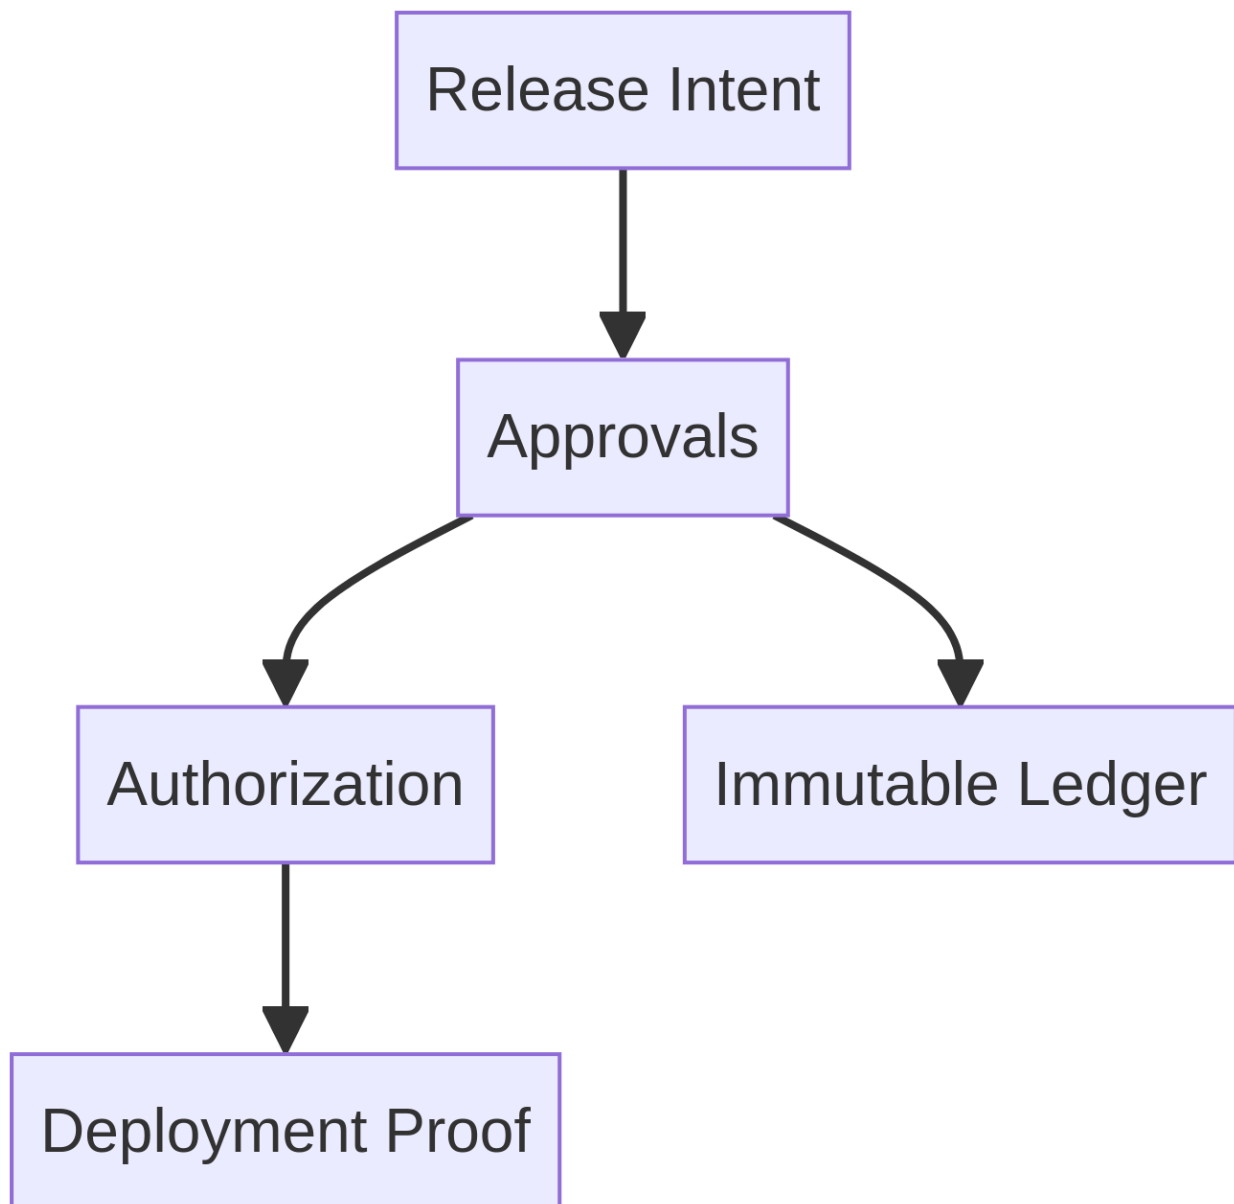 Release Intent
Approvals
Authorization
Immutable Ledger
Deployment Proof